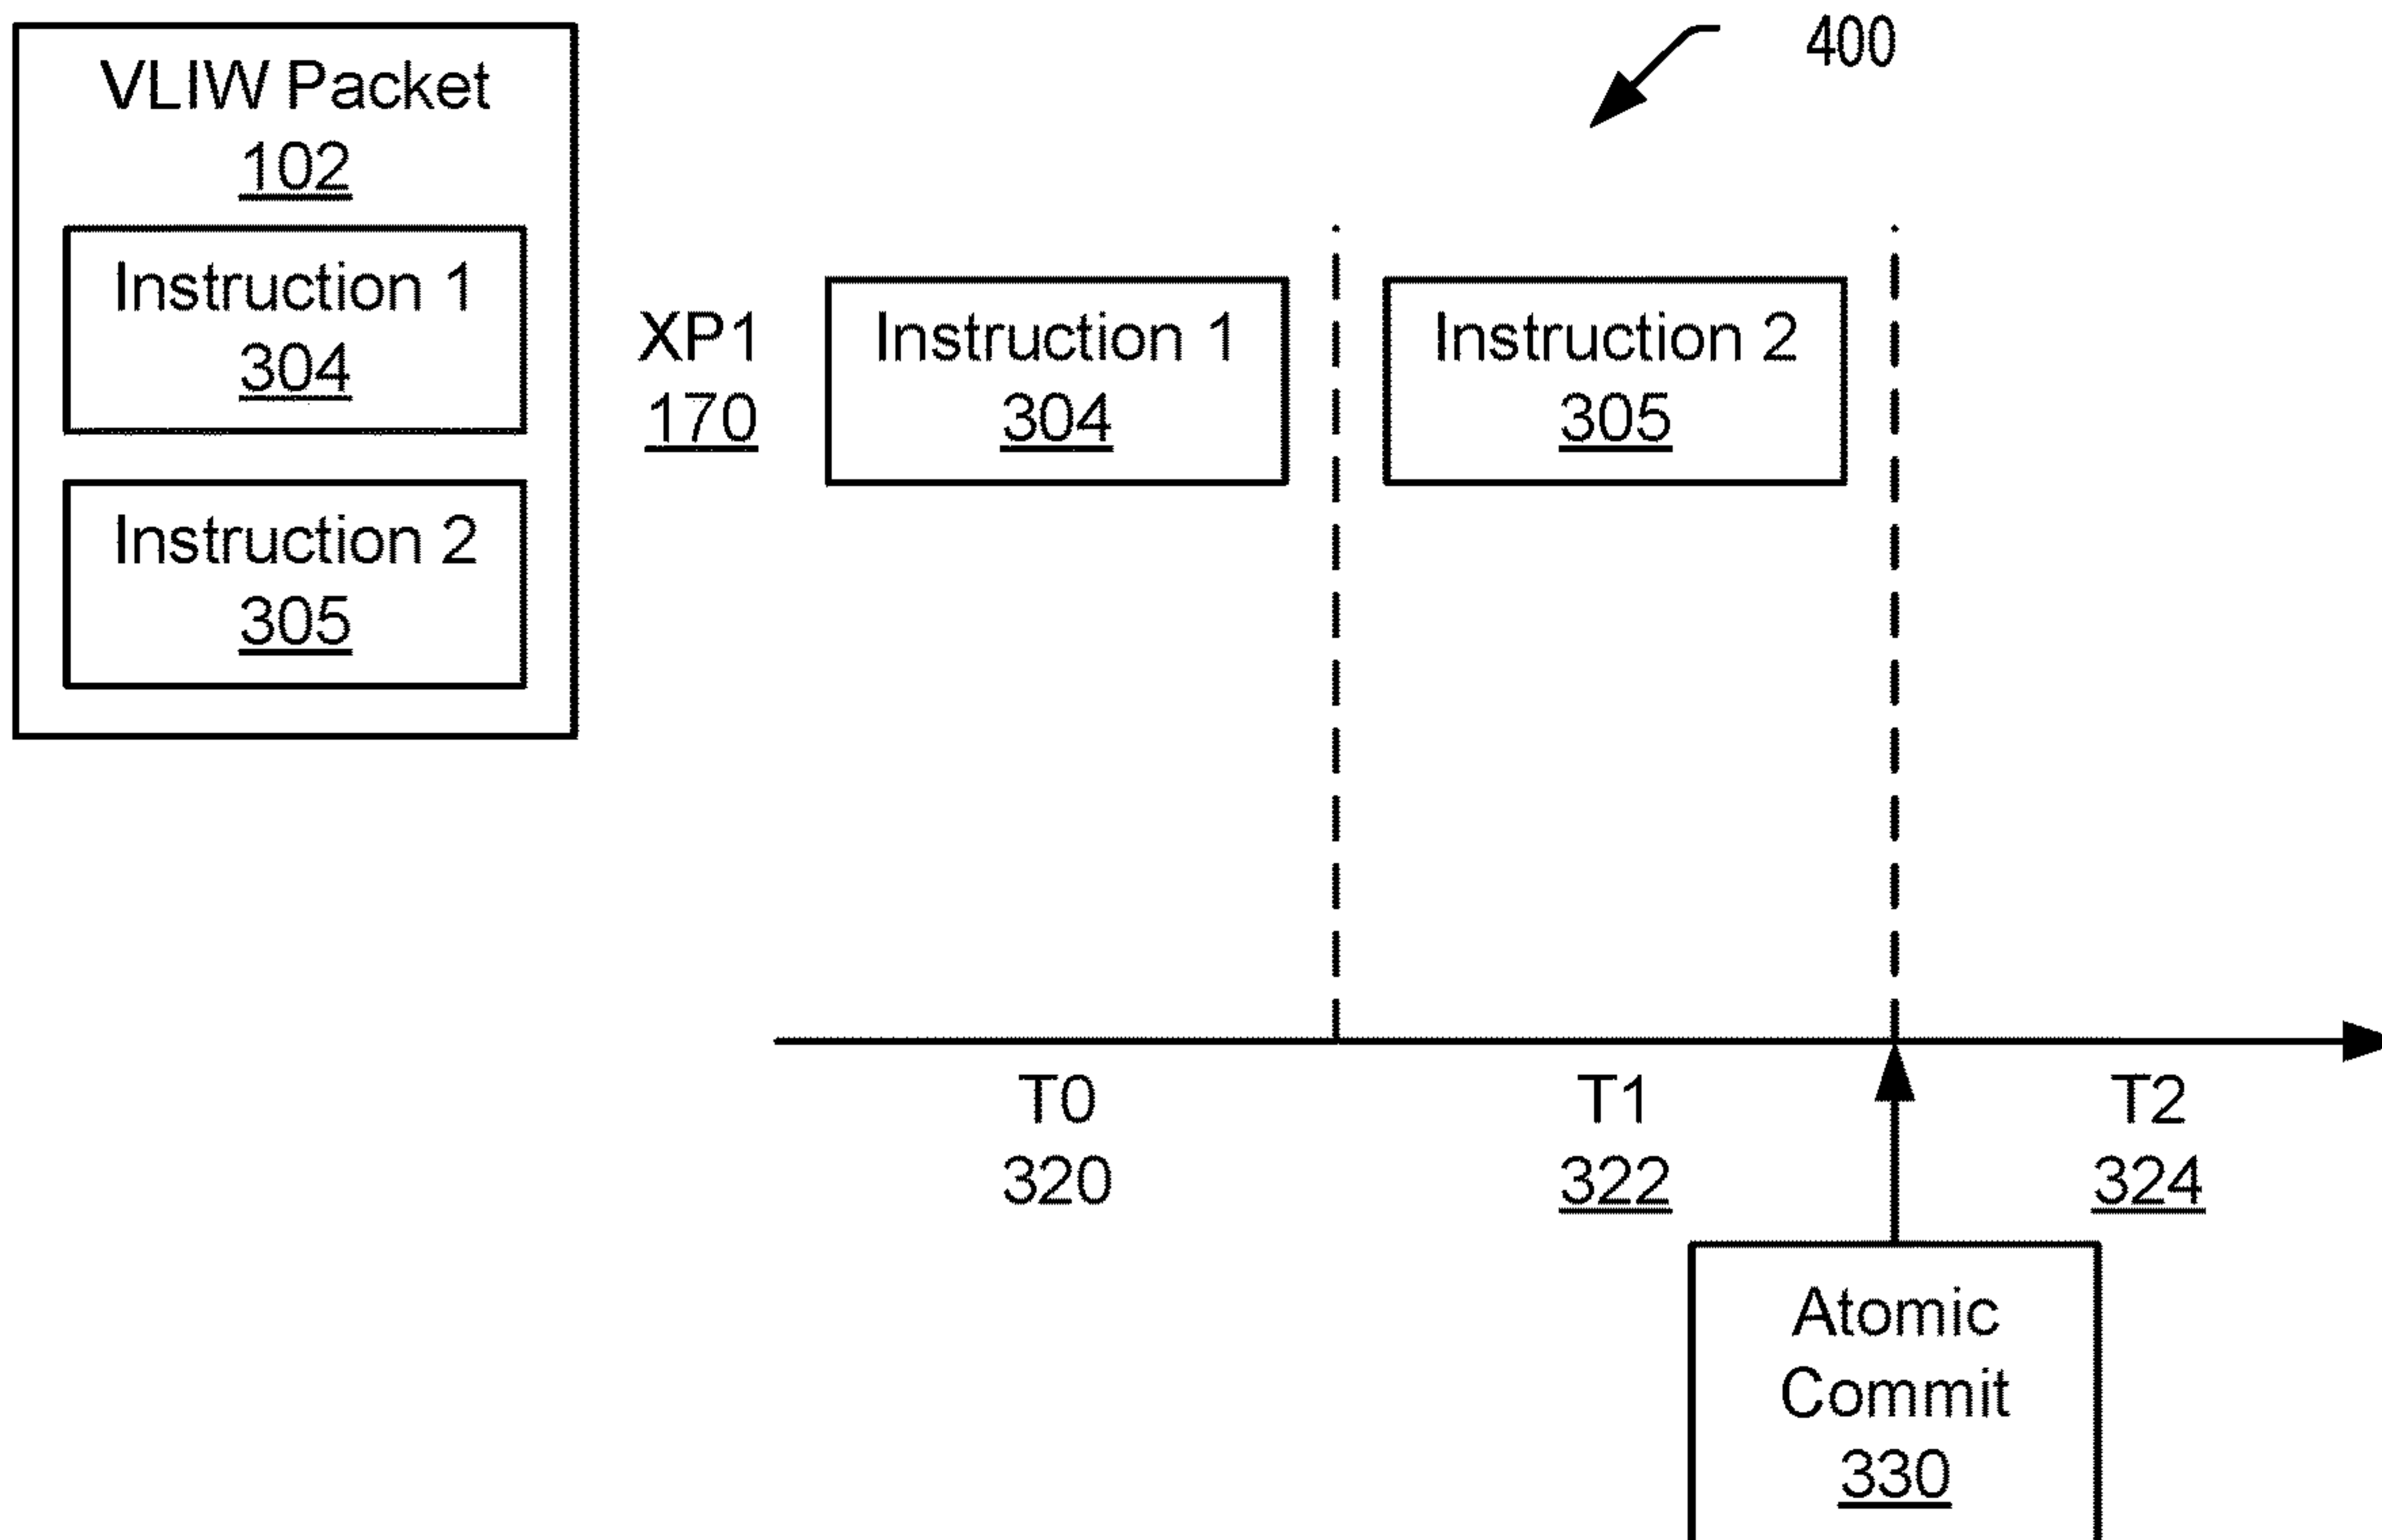 400
VLIW Packet
102
Instruction 1
304
Instruction 2
305
XP1
170
Instruction 1
304
Instruction 2
305
T0
320
T1
322
T2
324
Atomic
Commit
330